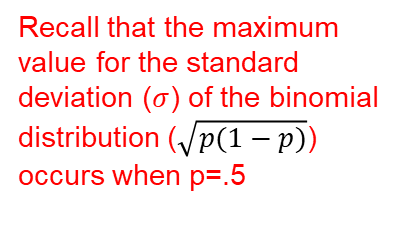 Recall that the maximum
value for the standard
deviation (𝜎) of the binomial
distribution (√p(1 − p))
occurs when p=.5